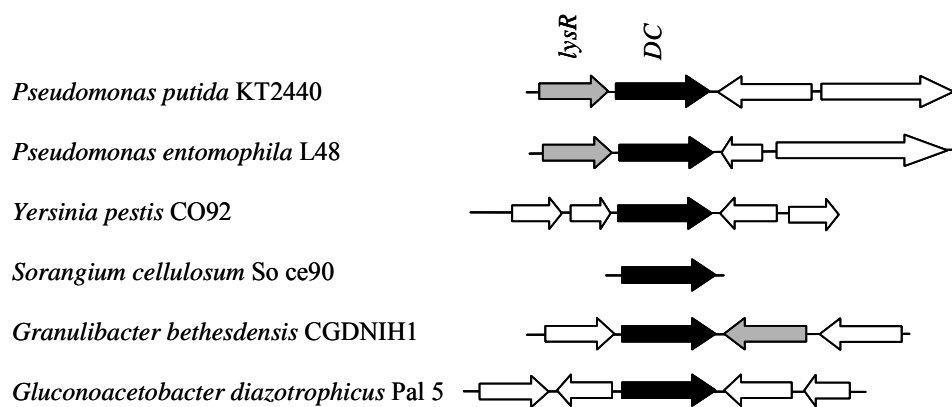 lysR DC
Pseudomonas putida KT2440
Pseudomonas entomophila L48
Yersinia pestis CO92
Sorangium cellulosum So ce90
Granulibacter bethesdensis CGDNIH1
Gluconoacetobacter diazotrophicus Pal 5